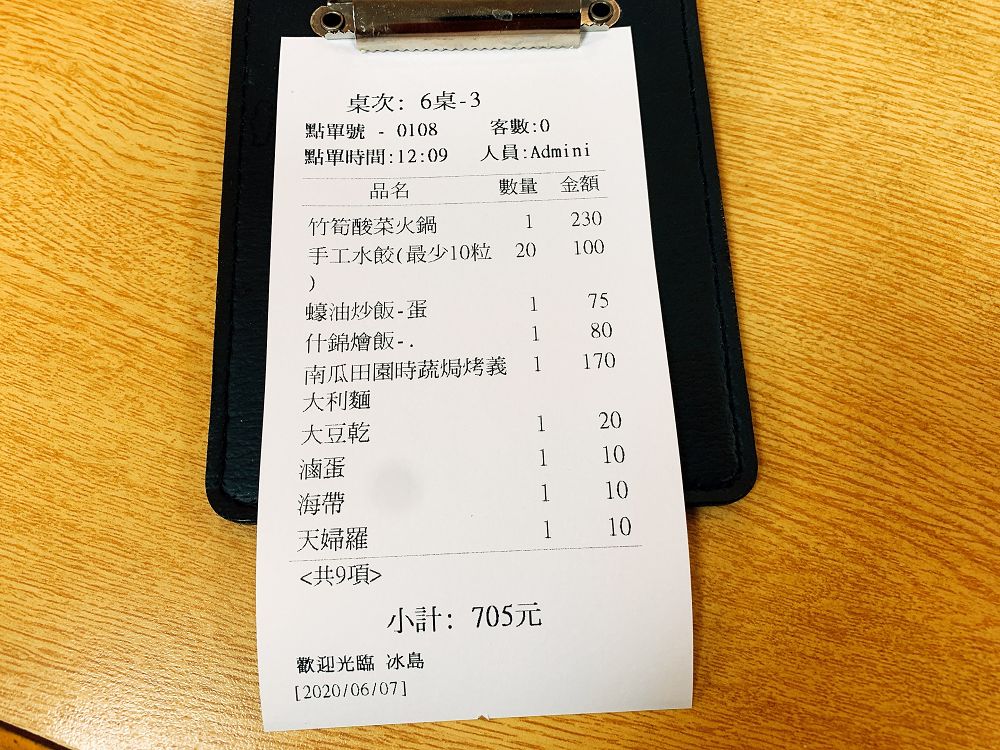 桌次: 6桌-3
點單號 - 0108 客數:0
點單時間:12:09 人員:Admini
品名 數量 金額
竹筍酸菜火鍋 1 230
手工水餃(最少10粒 20 100
)
蠔油炒飯-蛋 1 75
什錦燴飯-. 1 80
南瓜田園時蔬焗烤義 1 170
大利麵
大豆乾 1 20
滷蛋 1 10
海帶 1 10
天婦羅 1 10
<共9項>
小計: 705元
歡迎光臨 冰島
[2020/06/07]